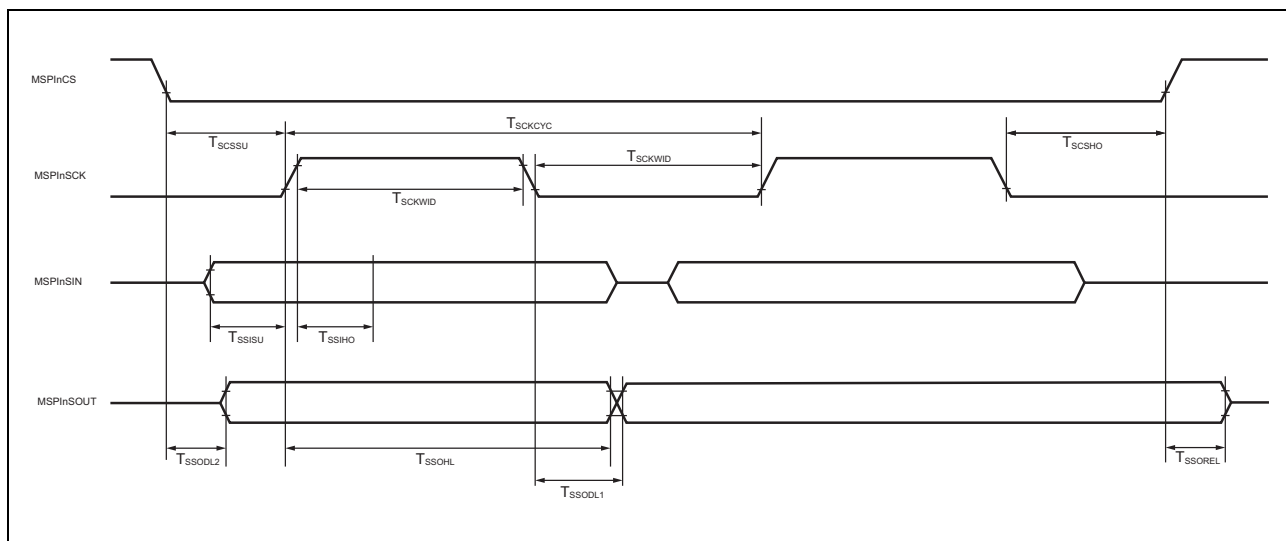 MSPInCS
TSCSSU
TSCKCYC
TSCKWID
TSCSHO
MSPInSCK
TSCKWID
MSPInSIN
TSSISU
TSSIHO
MSPInSOUT
TSSODL2
TSSOHL
TSSODL1
TSSOREL